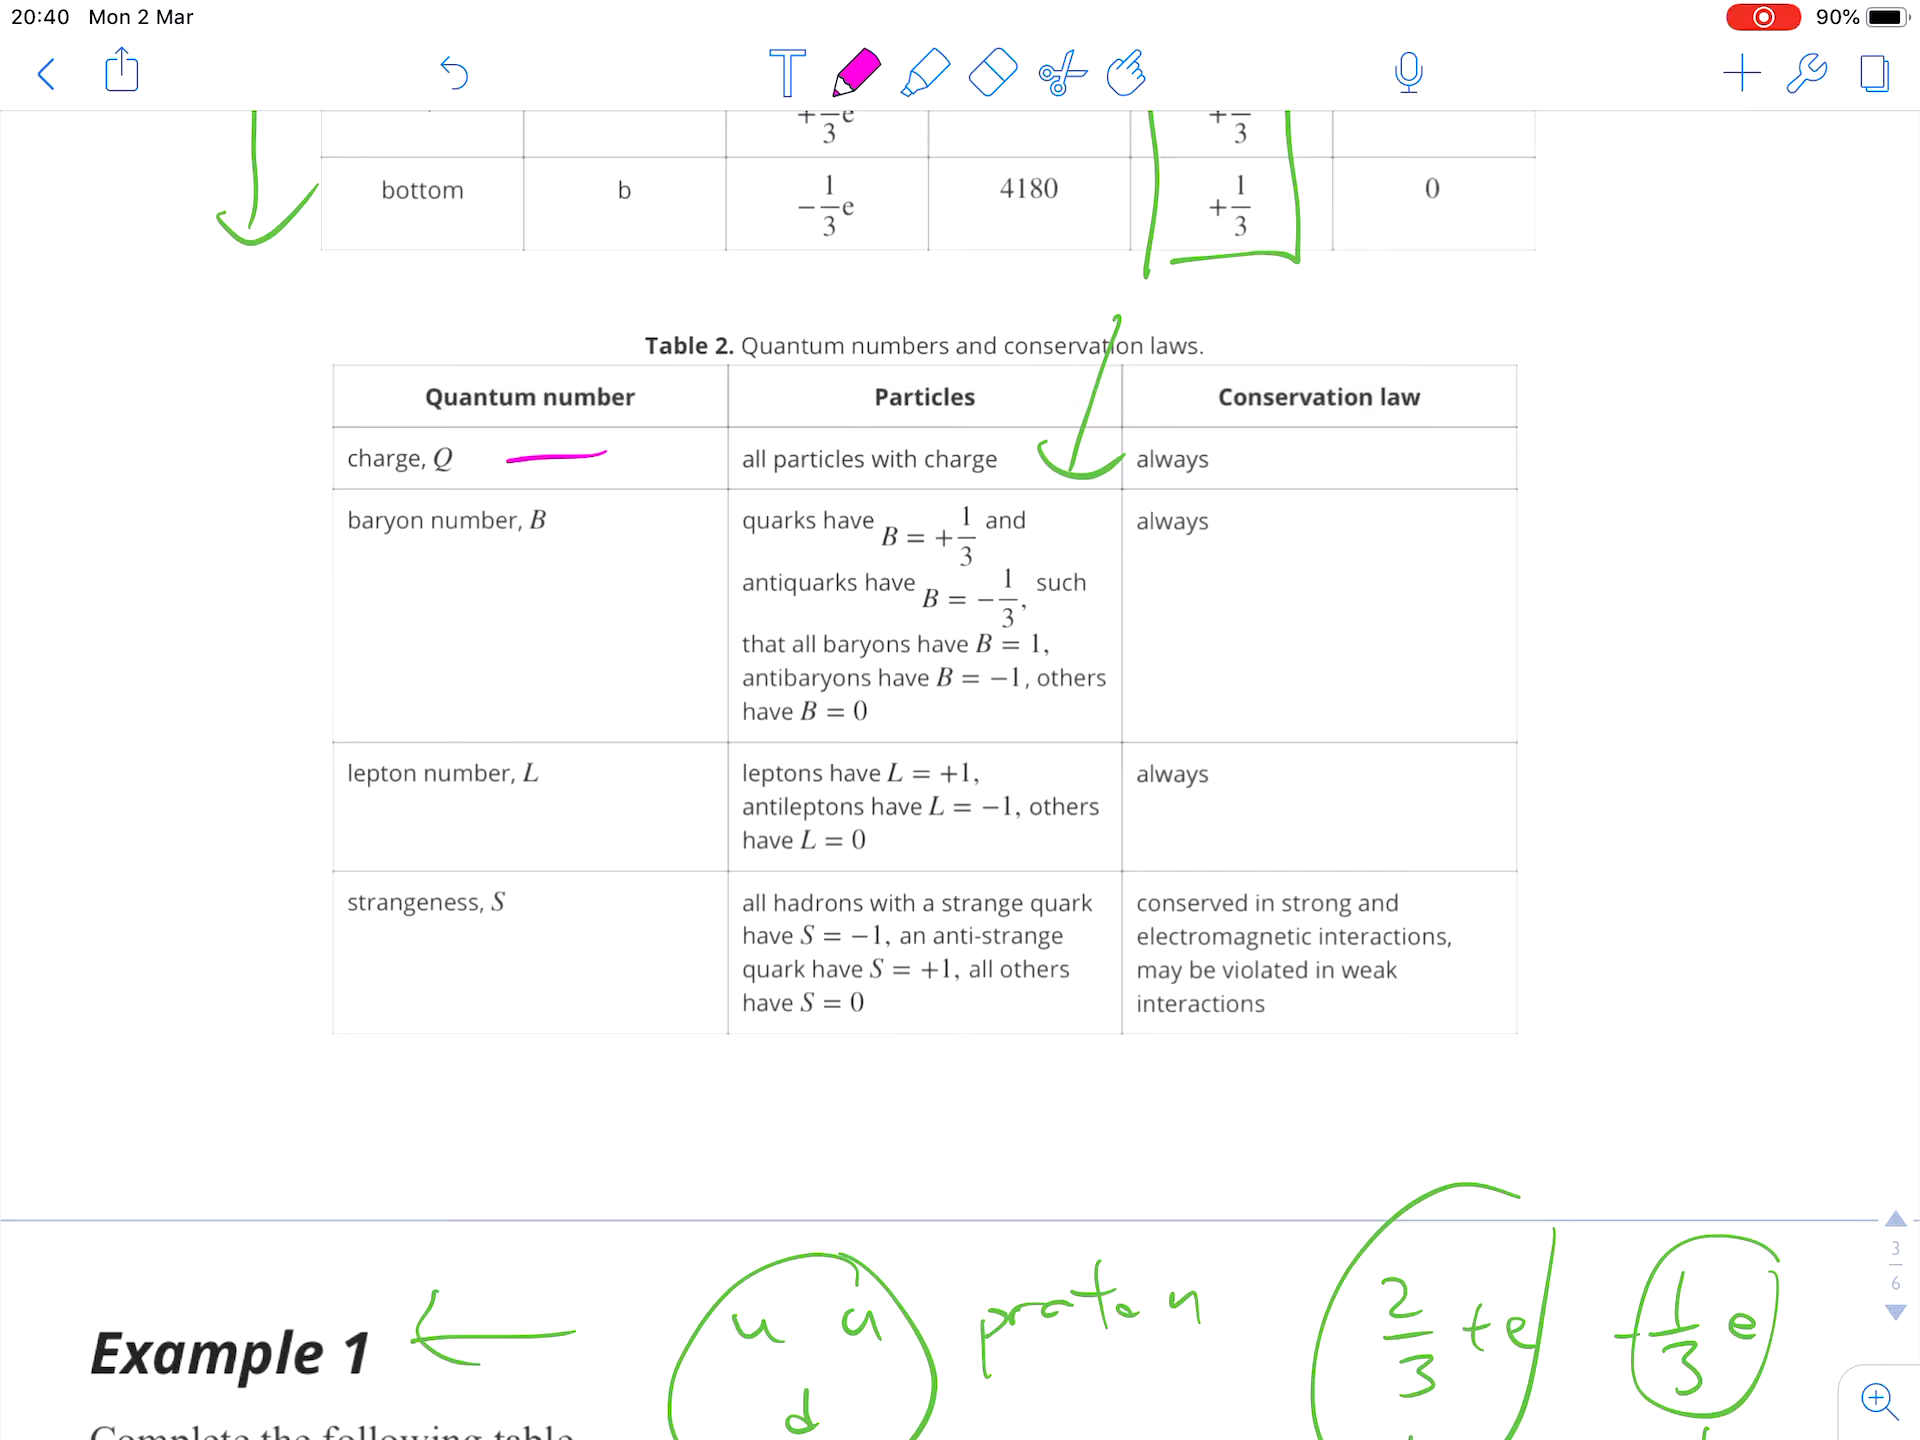 20:40 Mon 2 Mar 90%
+—e 3 +— 3
bottom b −1/3 e 4180 +1/3 0
Table 2. Quantum numbers and conservation laws.
Quantum number Particles Conservation law
charge, Q all particles with charge always
baryon number, B quarks have B = +1/3 and always
antiquarks have B = −1/3, such
that all baryons have B = 1,
antibaryons have B = −1, others
have B = 0
lepton number, L leptons have L = +1, always
antileptons have L = −1, others
have L = 0
strangeness, S all hadrons with a strange quark conserved in strong and
have S = −1, an anti-strange electromagnetic interactions,
quark have S = +1, all others may be violated in weak
have S = 0 interactions
3
6
u u proton 2/3 +e −1/3 e
Example 1
d
Complete the following table